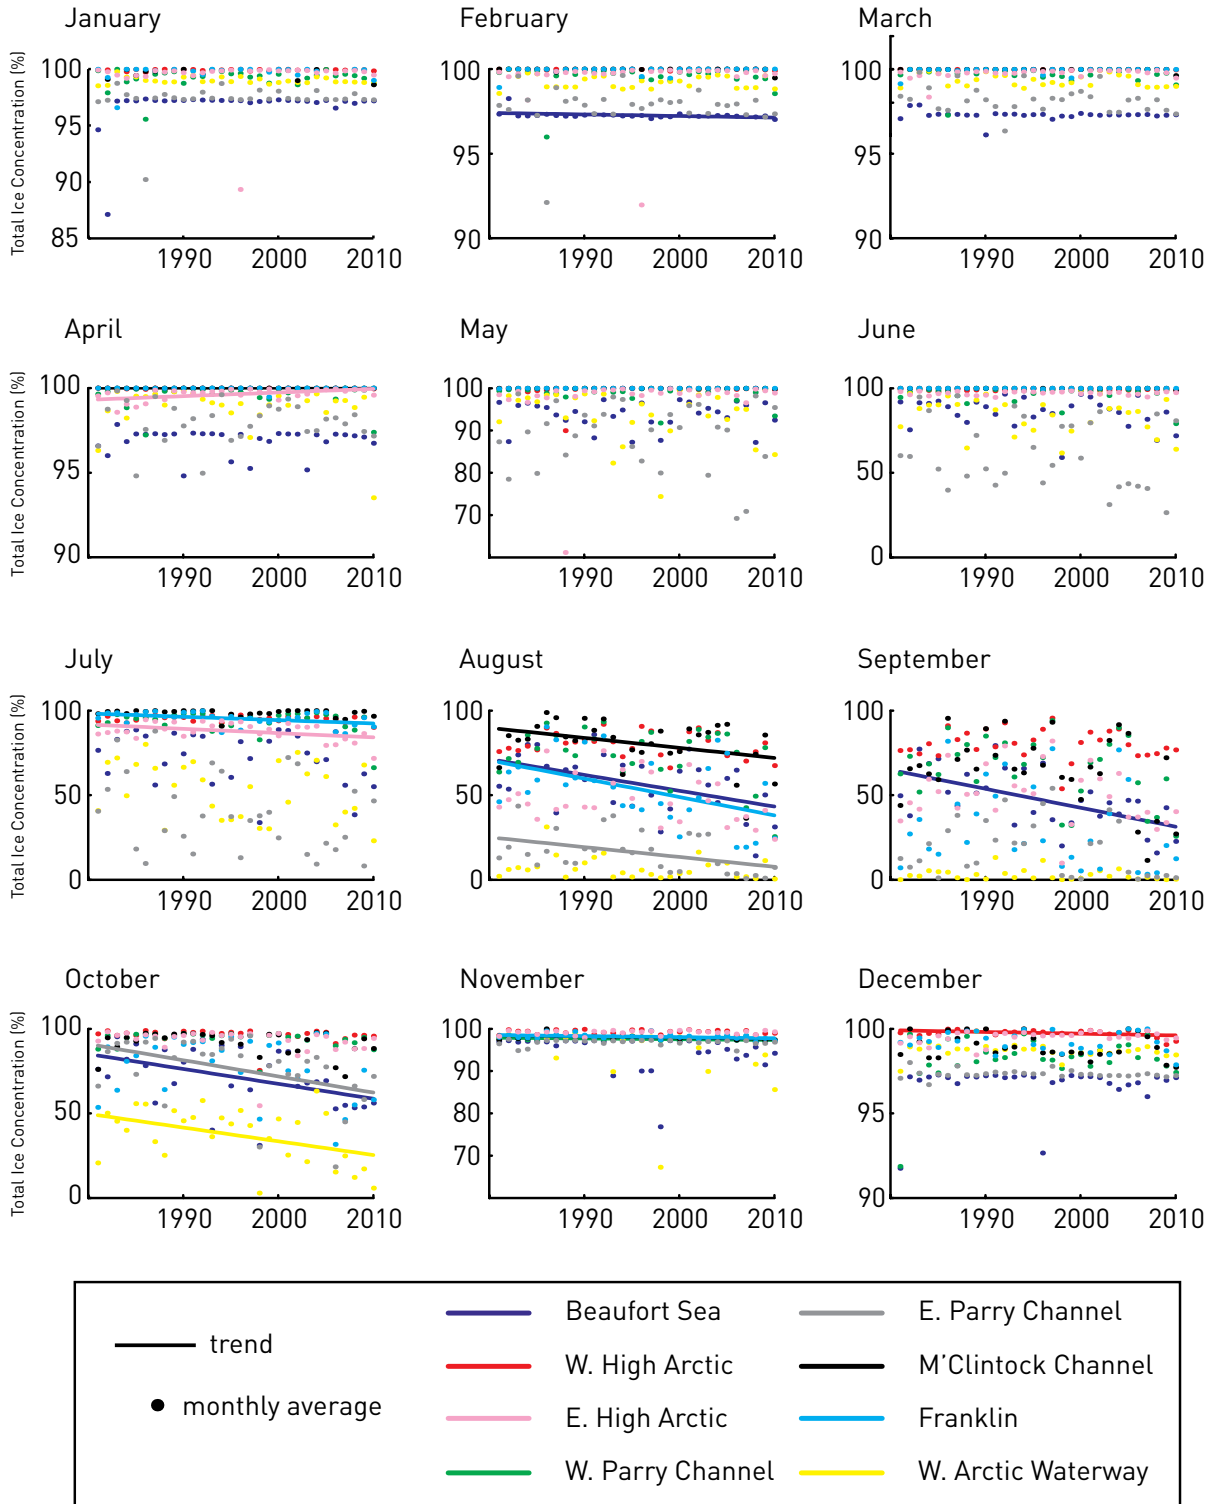 January
February
March
Total Ice Concentration (%)
100
95
90
85
1990
2000
2010
100
95
90
1990
2000
2010
100
95
90
1990
2000
2010
April
May
June
Total Ice Concentration (%)
100
95
90
1990
2000
2010
100
90
80
70
1990
2000
2010
100
50
0
1990
2000
2010
July
August
September
Total Ice Concentration (%)
100
50
0
1990
2000
2010
100
50
0
1990
2000
2010
100
50
0
1990
2000
2010
October
November
December
Total Ice Concentration (%)
100
50
0
1990
2000
2010
100
90
80
70
1990
2000
2010
100
95
90
1990
2000
2010
trend
monthly average
Beaufort Sea
W. High Arctic
E. High Arctic
W. Parry Channel
E. Parry Channel
M'Clintock Channel
Franklin
W. Arctic Waterway